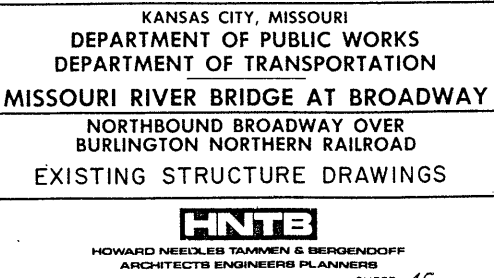 KANSAS CITY, MISSOURI
DEPARTMENT OF PUBLIC WORKS
DEPARTMENT OF TRANSPORTATION
MISSOURI RIVER BRIDGE AT BROADWAY
NORTHBOUND BROADWAY OVER
BURLINGTON NORTHERN RAILROAD
EXISTING STRUCTURE DRAWINGS
HNTB
HOWARD NEEDLES TAMMEN & BERGENDOFF
ARCHITECTS ENGINEERS PLANNERS